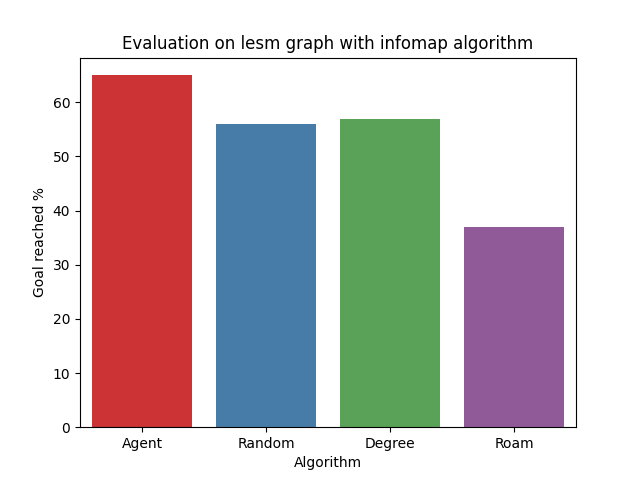 Evaluation on lesm graph with infomap algorithm
Goal reached %
60
50
40
30
20
10
0
Agent
Random
Degree
Roam
Algorithm